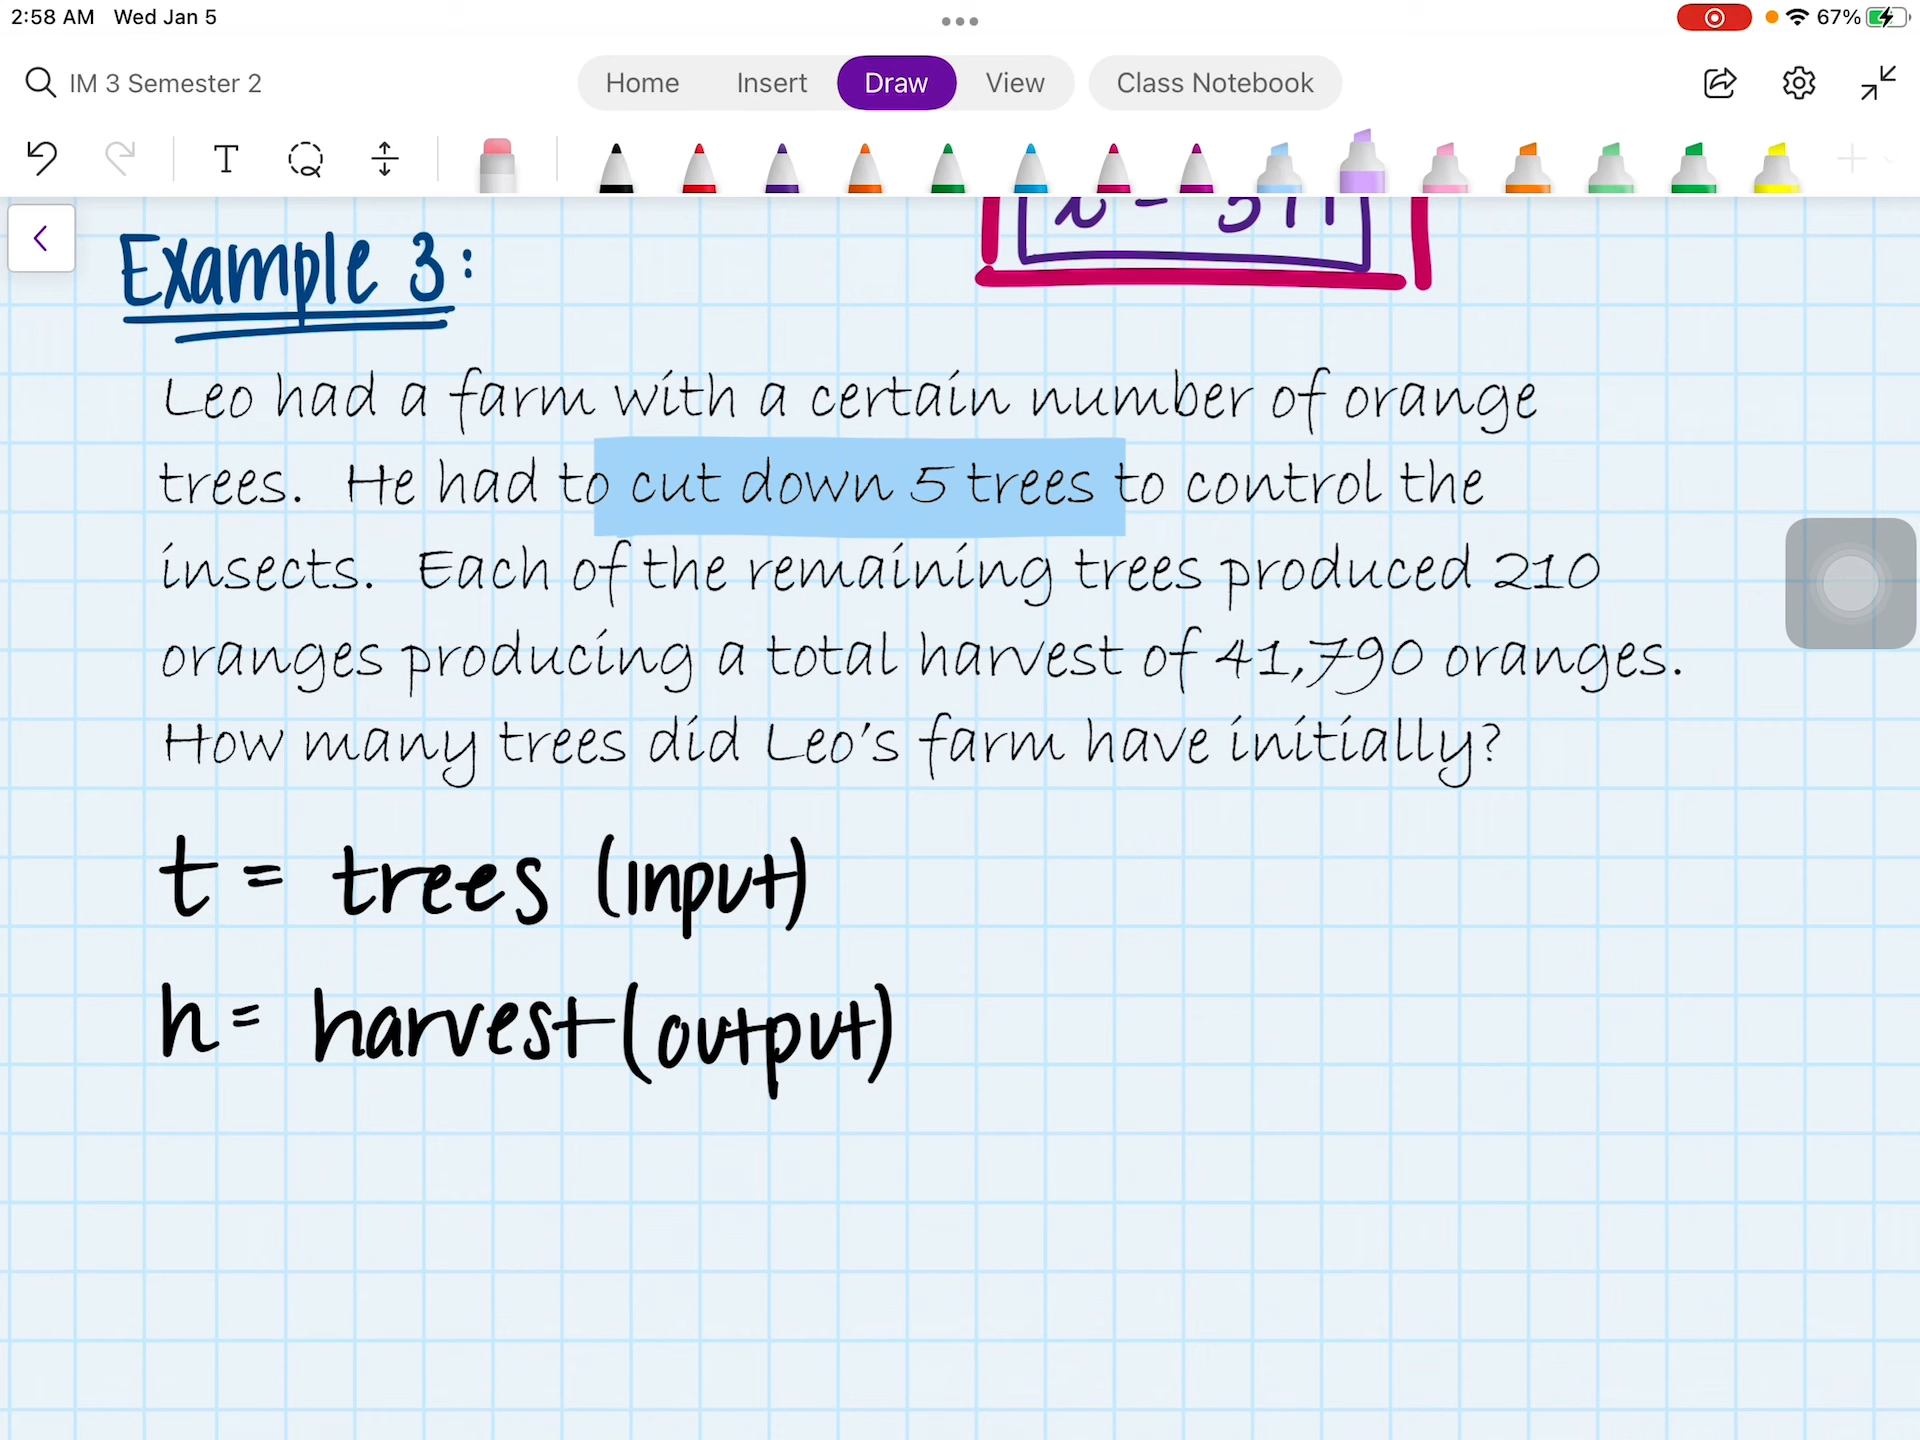 2:58 AM Wed Jan 5
67%
IM 3 Semester 2
Home Insert Draw View Class Notebook
T
Example 3:
Leo had a farm with a certain number of orange
trees. He had to cut down 5 trees to control the
insects. Each of the remaining trees produced 210
oranges producing a total harvest of 41,790 oranges.
How many trees did Leo's farm have initially?
t = trees (input)
h = harvest (output)